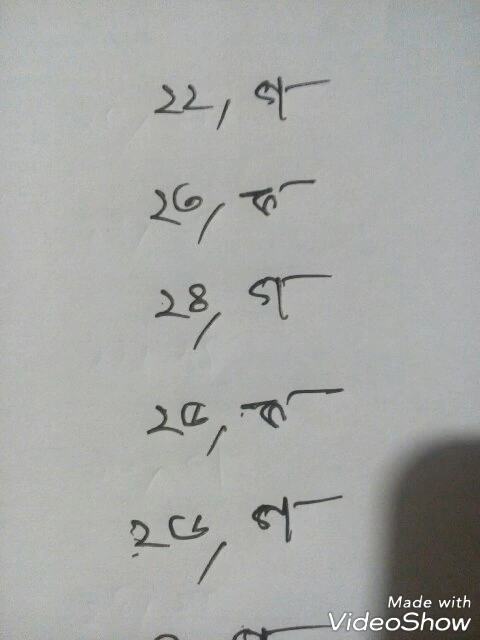 ২২, গ
২৩, ক
২৪, গ
২৫, ক
২৬, গ
Made with
VideoShow